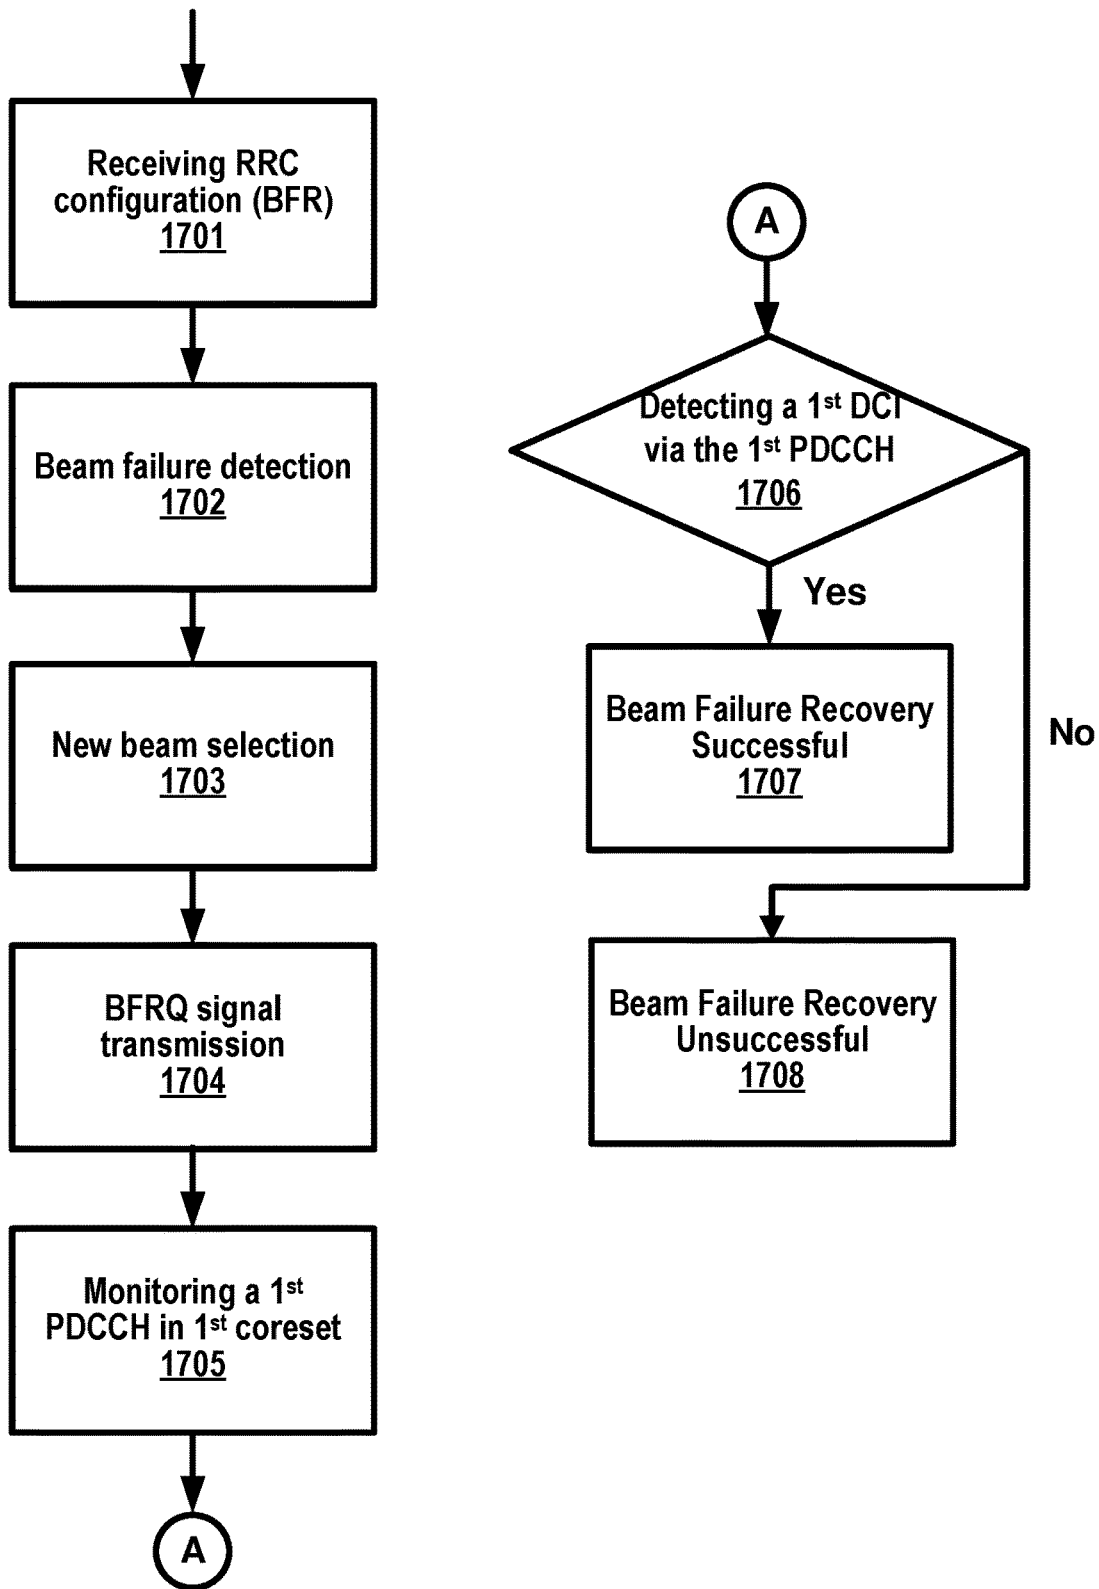 Receiving RRC
configuration (BFR)
1701
Beam failure detection
1702
New beam selection
1703
BFRQ signal
transmission
1704
Monitoring a 1st
PDCCH in 1st coreset
1705
A
A
Detecting a 1st DCI
via the 1st PDCCH
1706
Yes
Beam Failure Recovery
Successful
1707
No
Beam Failure Recovery
Unsuccessful
1708